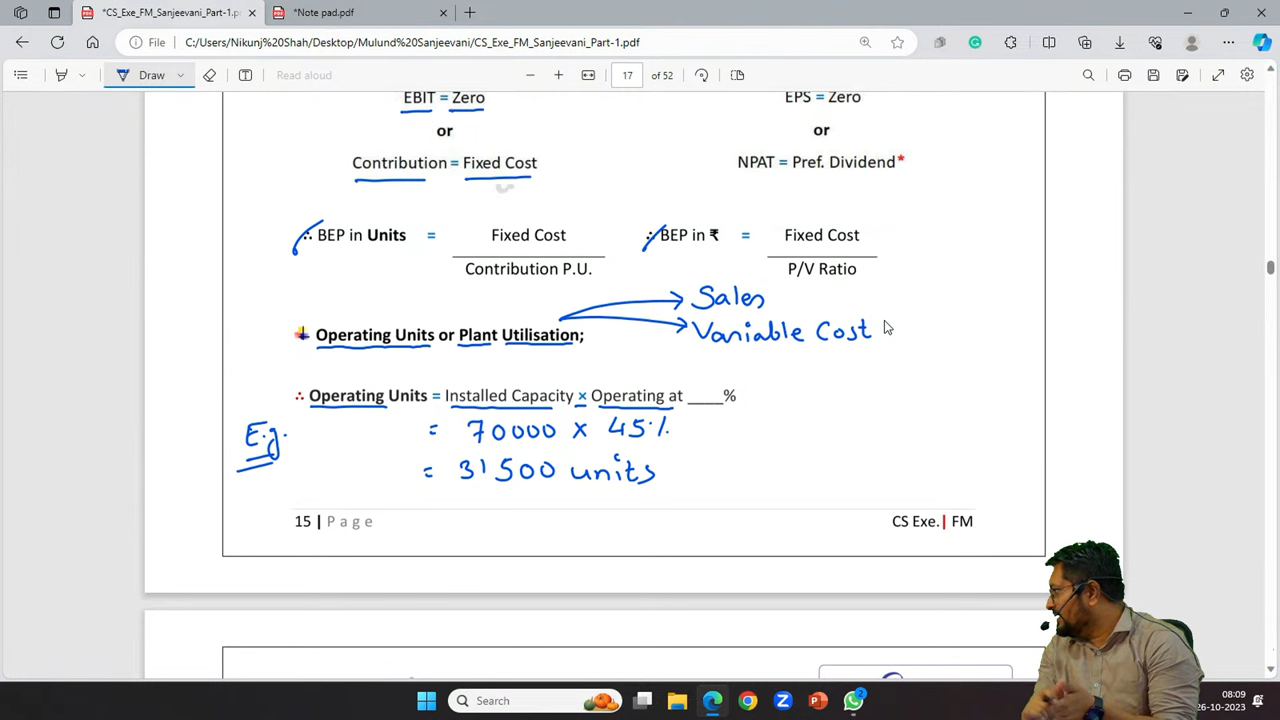 *CS_Exe_FM_Sanjeevani_Part-1.pr
*Note pad.pdf
File
C:/Users/Nikunj%20Shah/Desktop/Mulund%20Sanjeevani/CS_Exe_FM_Sanjeevani_Part-1.pdf
Draw
Read aloud
17 of 52
EBIT = Zero
EPS = Zero
or
or
Contribution = Fixed Cost
NPAT = Pref. Dividend*
∴ BEP in Units = Fixed Cost
Contribution P.U.
∴ BEP in ₹ = Fixed Cost
P/V Ratio
Sales
Variable Cost
Operating Units or Plant Utilisation;
∴ Operating Units = Installed Capacity × Operating at ____%
E.g.
= 70000 x 45%
= 31500 units
15 | Page
CS Exe.| FM
Search
2
08:09
26-10-2023